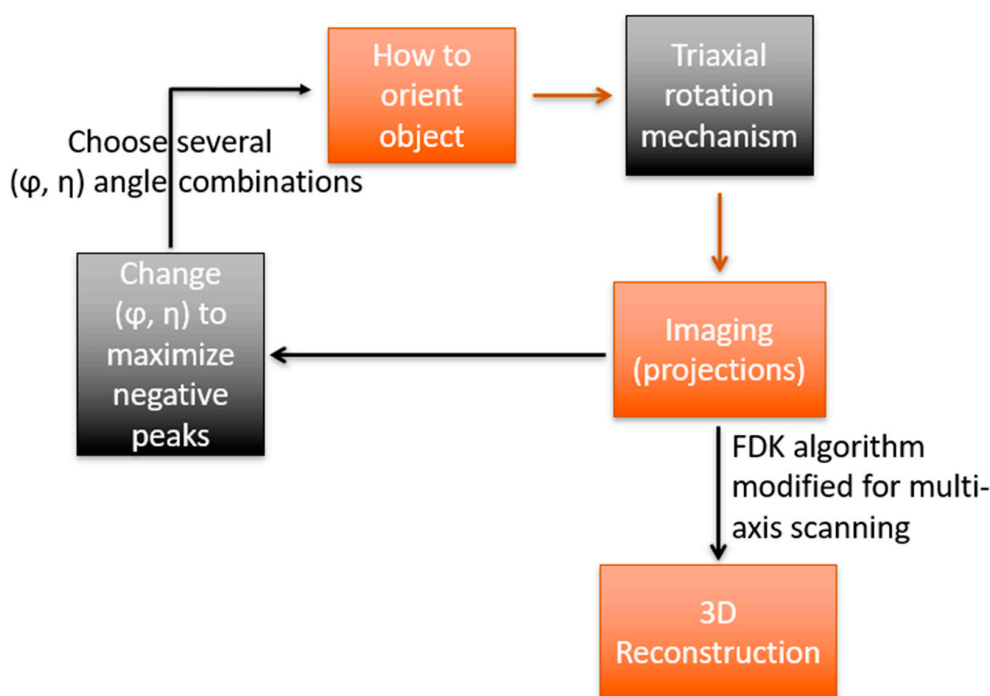 How to
orient
object
Triaxial
rotation
mechanism
Choose several
(φ, η) angle combinations
Change
(φ, η) to
maximize
negative
peaks
Imaging
(projections)
FDK algorithm
modified for multi-
axis scanning
3D
Reconstruction